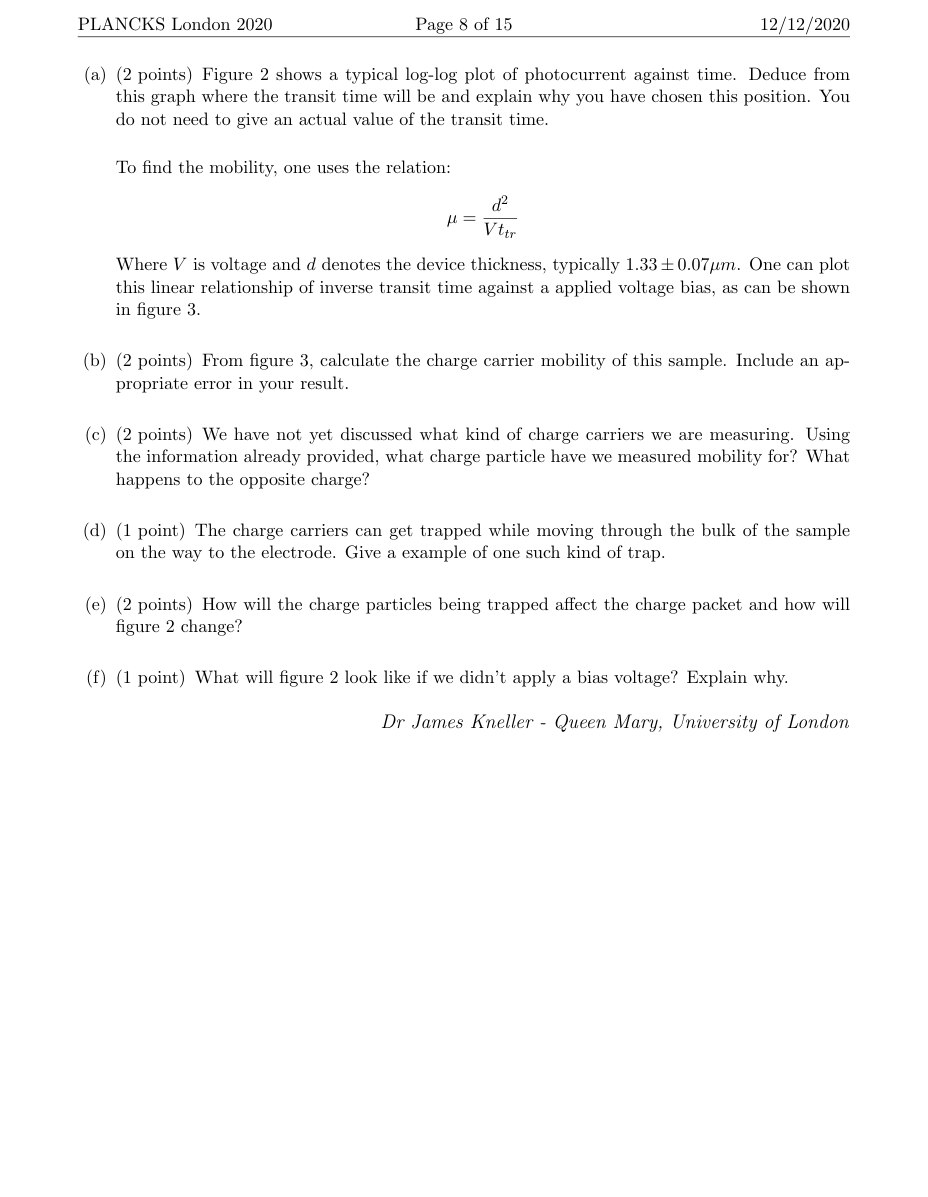 PLANCKS London 2020 Page 8 of 15 12/12/2020
(a) (2 points) Figure 2 shows a typical log-log plot of photocurrent against time. Deduce from
this graph where the transit time will be and explain why you have chosen this position. You
do not need to give an actual value of the transit time.
To find the mobility, one uses the relation:
μ = d² / V t_tr
Where V is voltage and d denotes the device thickness, typically 1.33 ± 0.07μm. One can plot
this linear relationship of inverse transit time against a applied voltage bias, as can be shown
in figure 3.
(b) (2 points) From figure 3, calculate the charge carrier mobility of this sample. Include an ap-
propriate error in your result.
(c) (2 points) We have not yet discussed what kind of charge carriers we are measuring. Using
the information already provided, what charge particle have we measured mobility for? What
happens to the opposite charge?
(d) (1 point) The charge carriers can get trapped while moving through the bulk of the sample
on the way to the electrode. Give a example of one such kind of trap.
(e) (2 points) How will the charge particles being trapped affect the charge packet and how will
figure 2 change?
(f) (1 point) What will figure 2 look like if we didn't apply a bias voltage? Explain why.
Dr James Kneller - Queen Mary, University of London